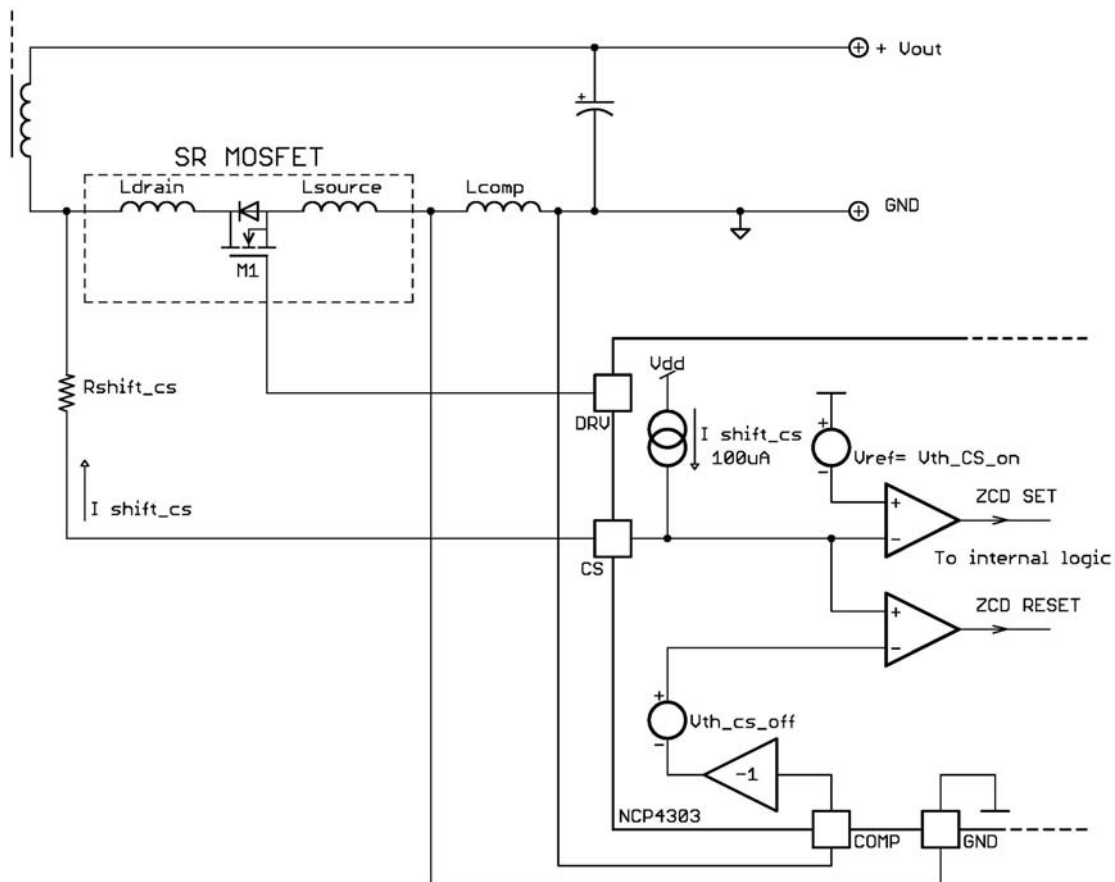 + Vout
+
SR MOSFET
Ldrain
Lsource
Lcomp
GND
M1
Rshift_cs
I shift_cs
DRV
Vdd
I shift_cs
100uA
+
Vref= Vth_CS_on
-
+
-
ZCD SET
CS
To internal logic
+
-
ZCD RESET
+
Vth_cs_off
-
-1
NCP4303
COMP
GND